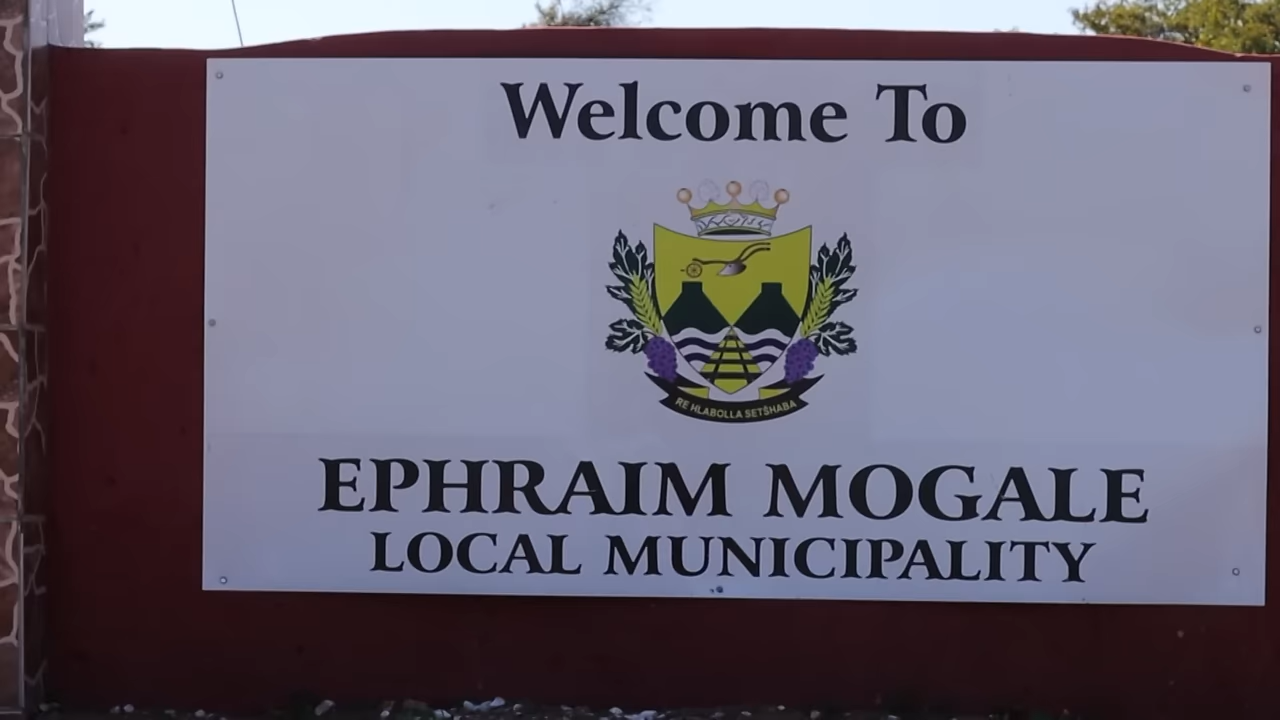 Welcome To
RE HLABOLLA SETŠHABA
EPHRAIM MOGALE
LOCAL MUNICIPALITY